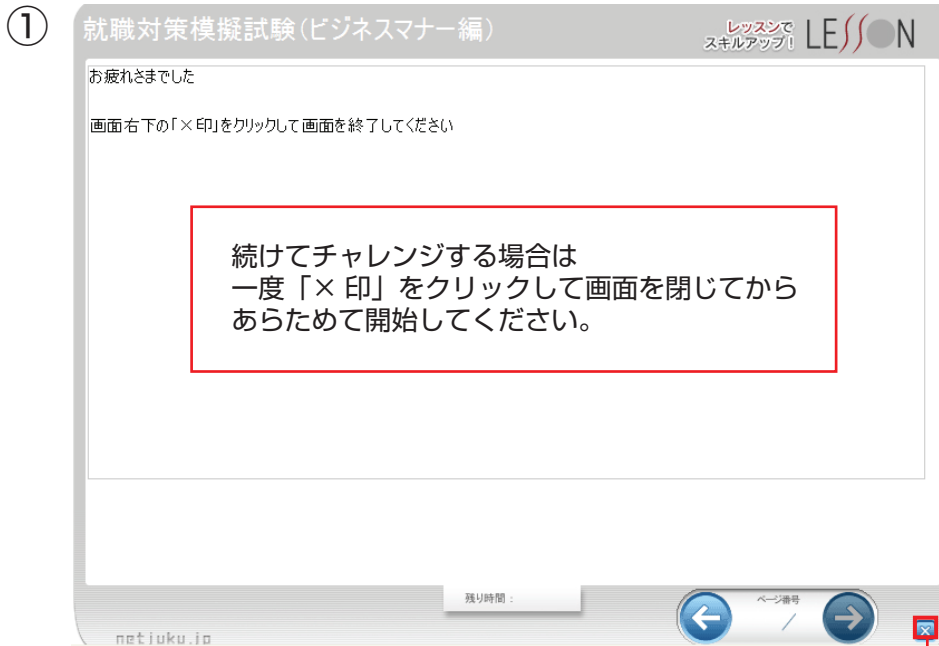 ①
就職対策模擬試験(ビジネスマナー編)
レッスンで
スキルアップ!
LESSON
お疲れさまでした
画面右下の「×印」をクリックして画面を終了してください
続けてチャレンジする場合は
一度「× 印」をクリックして画面を閉じてから
あらためて開始してください。
残り時間 :
ページ番号
/
netjuku.jp